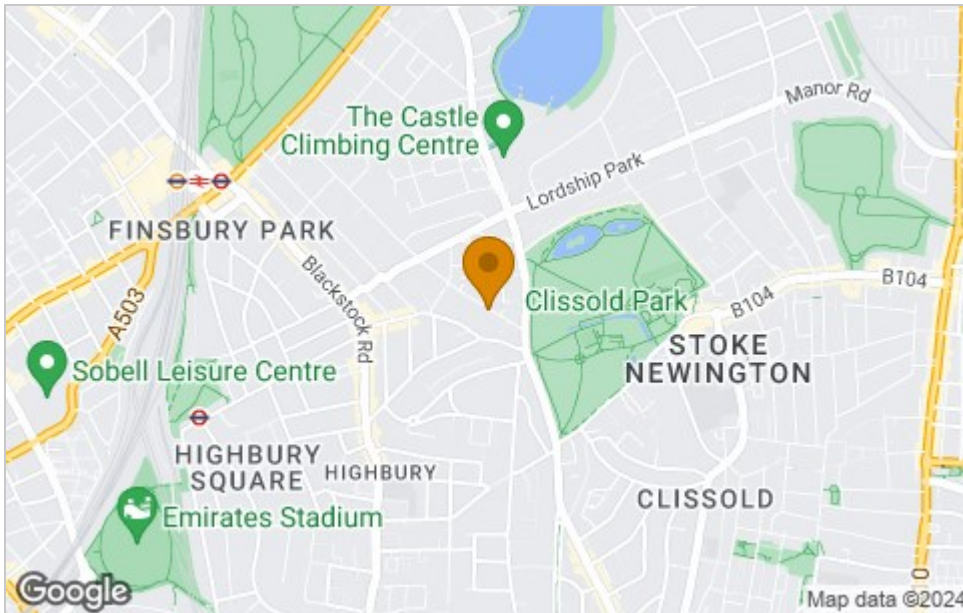 Manor Rd
The Castle
Climbing Centre
Lordship Park
FINSBURY PARK
Blackstock Rd
Clissold Park
B104
B104
A503
STOKE
NEWINGTON
Sobell Leisure Centre
HIGHBURY
SQUARE
HIGHBURY
CLISSOLD
Emirates Stadium
Google
Map data ©2024